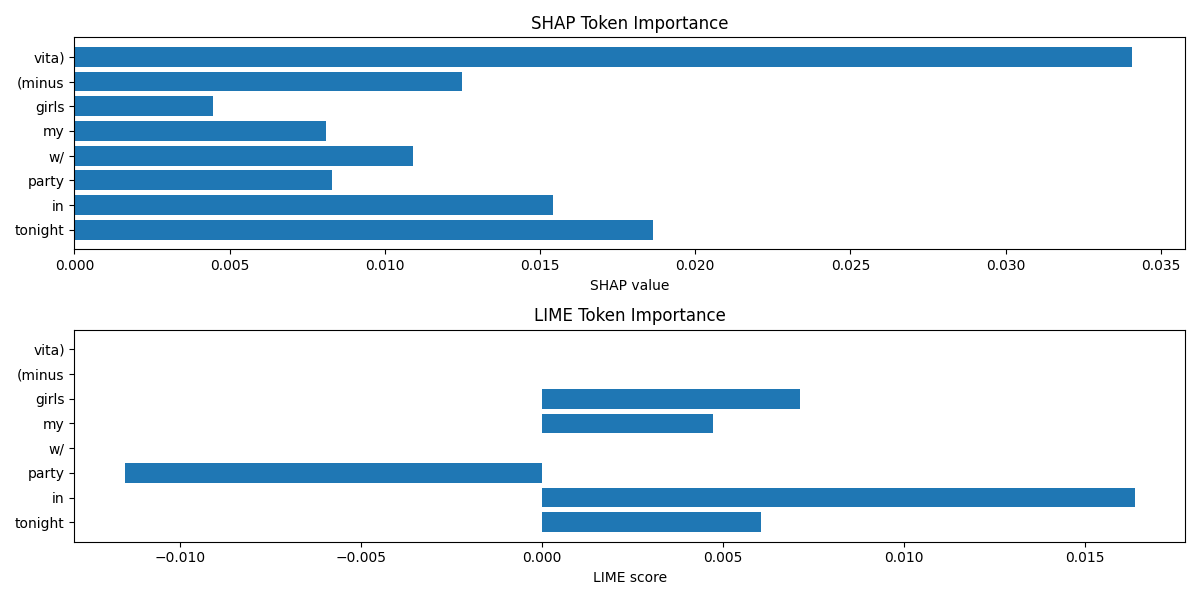 SHAP Token Importance
vita)
(minus
girls
my
w/
party
in
tonight
0.000 0.005 0.010 0.015 0.020 0.025 0.030 0.035
SHAP value
LIME Token Importance
vita)
(minus
girls
my
w/
party
in
tonight
−0.010 −0.005 0.000 0.005 0.010 0.015
LIME score